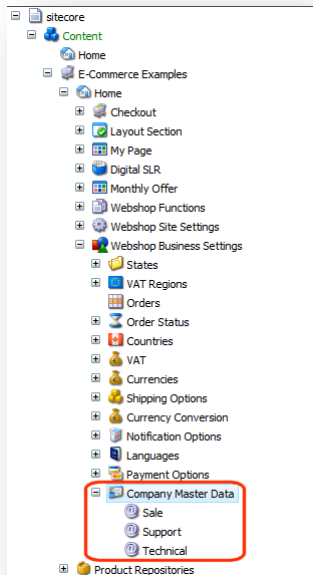 sitecore
Content
Home
E-Commerce Examples
Home
Checkout
Layout Section
My Page
Digital SLR
Monthly Offer
Webshop Functions
Webshop Site Settings
Webshop Business Settings
States
VAT Regions
Orders
Order Status
Countries
VAT
Currencies
Shipping Options
Currency Conversion
Notification Options
Languages
Payment Options
Company Master Data
Sale
Support
Technical
Product Repositories